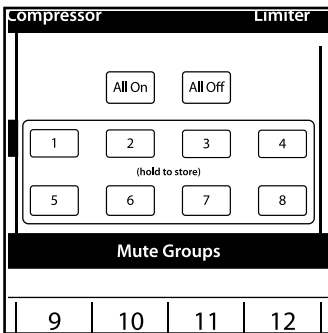 Compressor Limiter
All On All Off
1 2 3 4
(hold to store)
5 6 7 8
Mute Groups
9 10 11 12